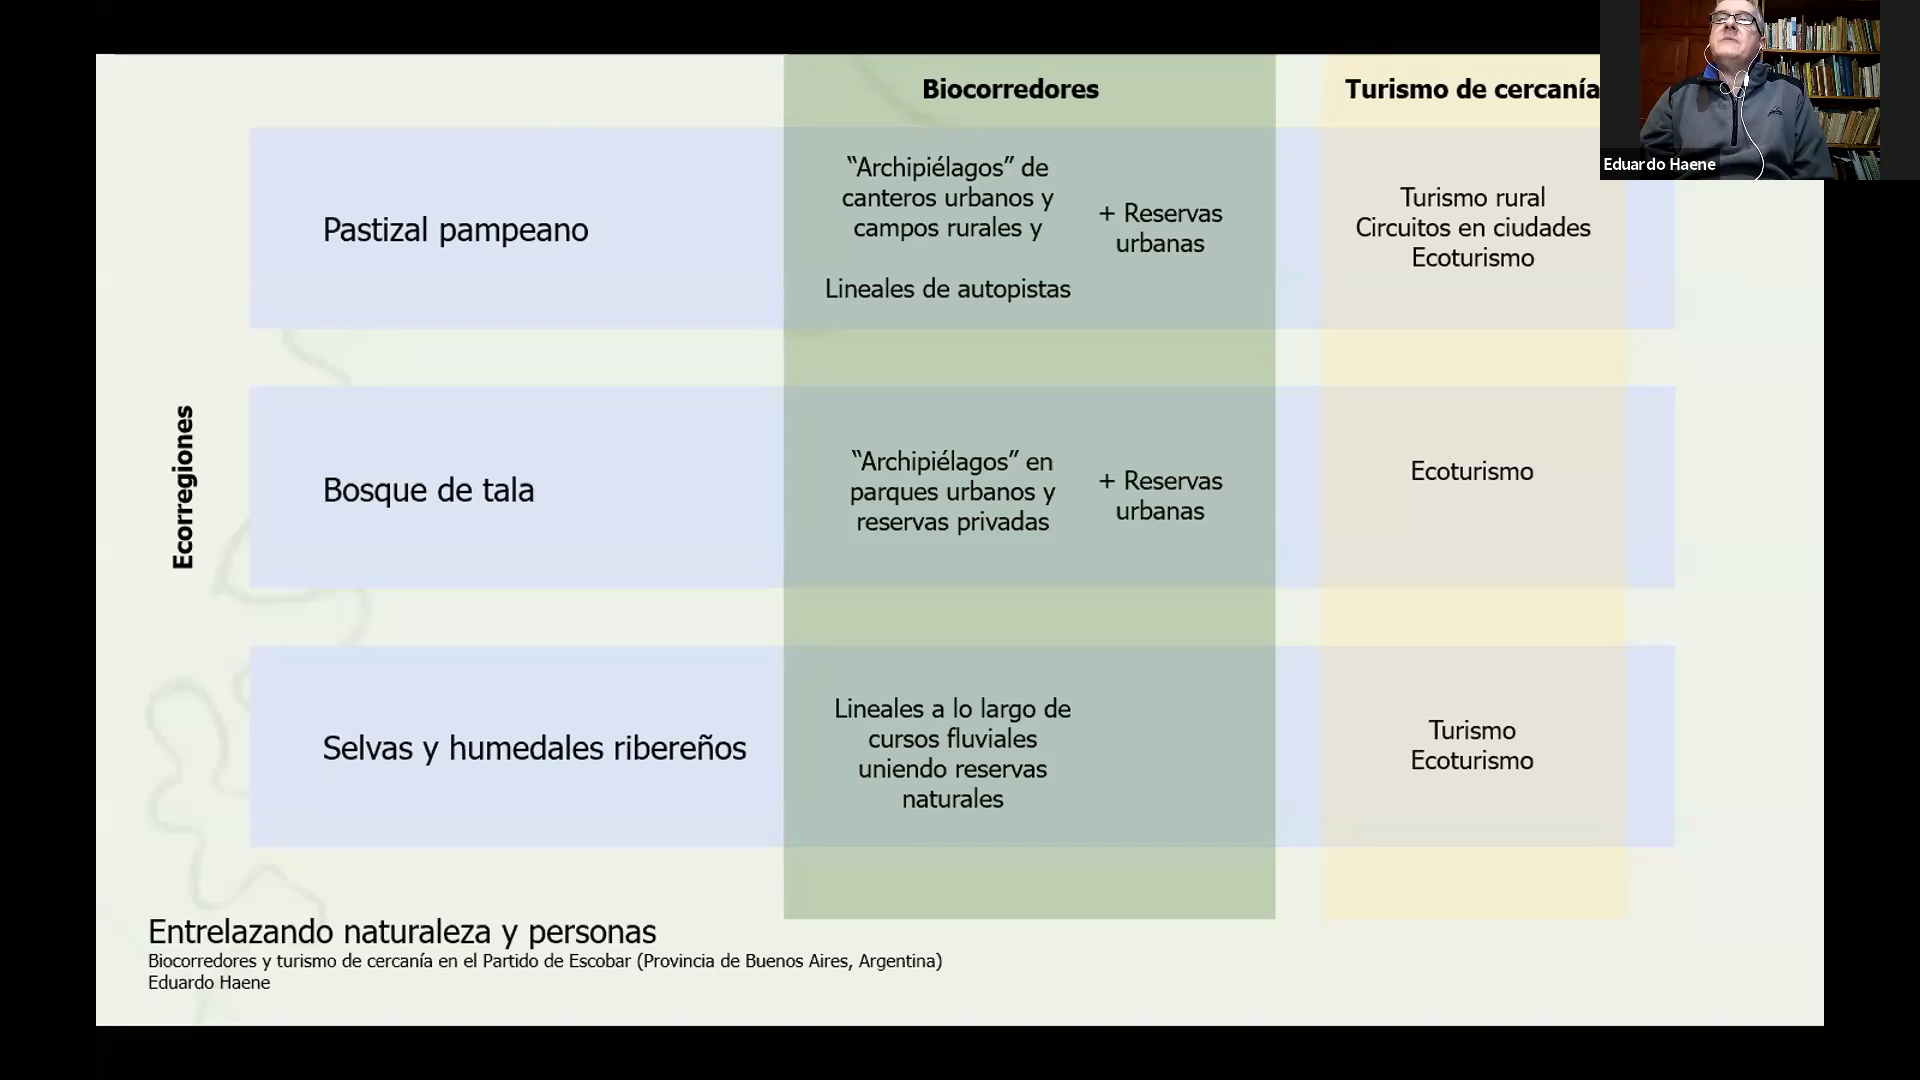 Biocorredores
Turismo de cercanía
Eduardo Haene
“Archipiélagos” de
canteros urbanos y
campos rurales y
Lineales de autopistas
+ Reservas
urbanas
Turismo rural
Circuitos en ciudades
Ecoturismo
Pastizal pampeano
Ecorregiones
Bosque de tala
“Archipiélagos” en
parques urbanos y
reservas privadas
+ Reservas
urbanas
Ecoturismo
Selvas y humedales ribereños
Lineales a lo largo de
cursos fluviales
uniendo reservas
naturales
Turismo
Ecoturismo
Entrelazando naturaleza y personas
Biocorredores y turismo de cercanía en el Partido de Escobar (Provincia de Buenos Aires, Argentina)
Eduardo Haene